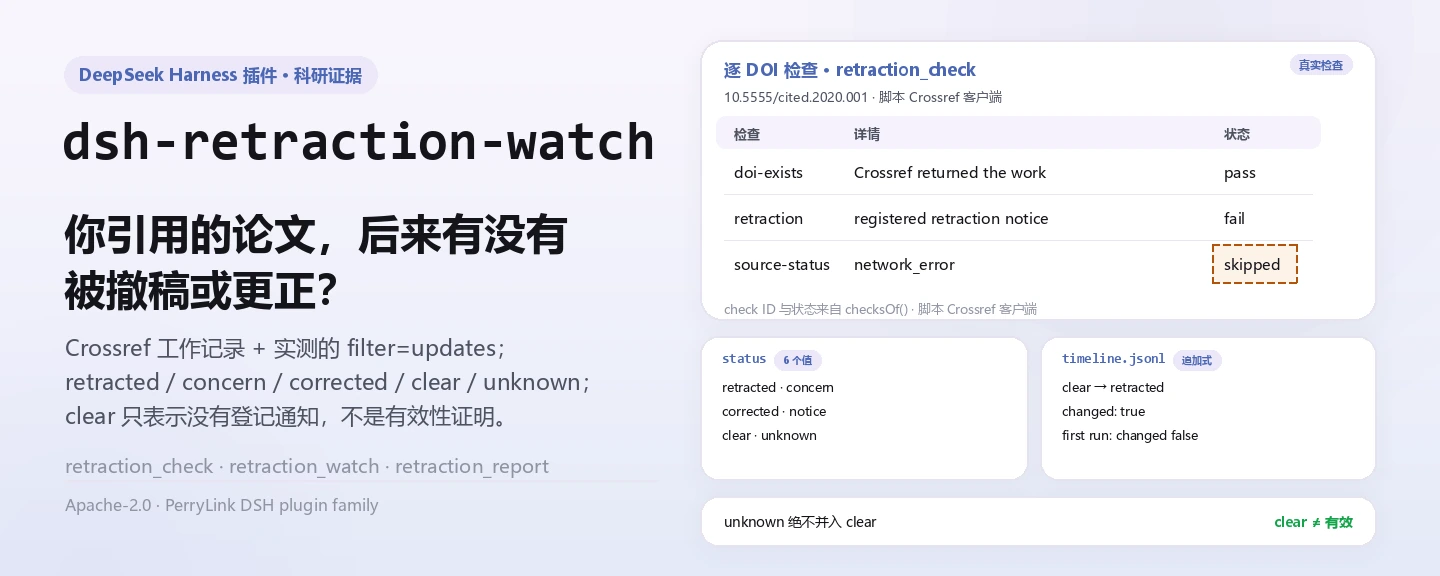 DeepSeek Harness 插件 • 科研证据
dsh-retraction-watch
你引用的论文，后来有没有
被撤稿或更正？
Crossref 工作记录 + 实测的 filter=updates；
retracted / concern / corrected / clear / unknown；
clear 只表示没有登记通知，不是有效性证明。
retraction_check · retraction_watch · retraction_report
Apache-2.0 · PerryLink DSH plugin family
逐 DOI 检查 • retraction_check
真实检查
10.5555/cited.2020.001 · 脚本 Crossref 客户端
检查 详情 状态
doi-exists Crossref returned the work pass
retraction registered retraction notice fail
source-status network_error skipped
check ID 与状态来自 checksOf() · 脚本 Crossref 客户端
status 6 个值
retracted · concern
corrected · notice
clear · unknown
timeline.jsonl 追加式
clear → retracted
changed: true
first run: changed false
unknown 绝不并入 clear
clear ≠ 有效